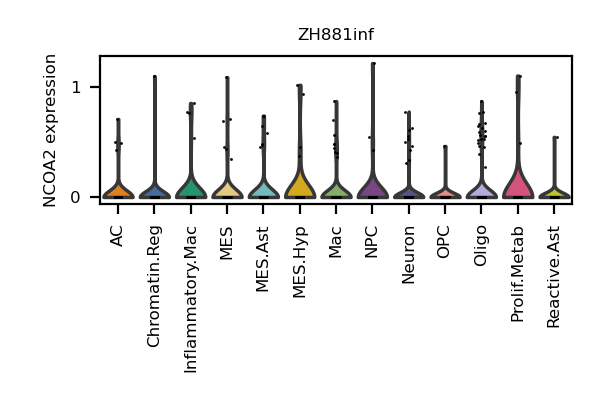 ZH881inf
NCOA2 expression
1
0
AC
Chromatin.Reg
Inflammatory.Mac
MES
MES.Ast
MES.Hyp
Mac
NPC
Neuron
OPC
Oligo
Prolif.Metab
Reactive.Ast